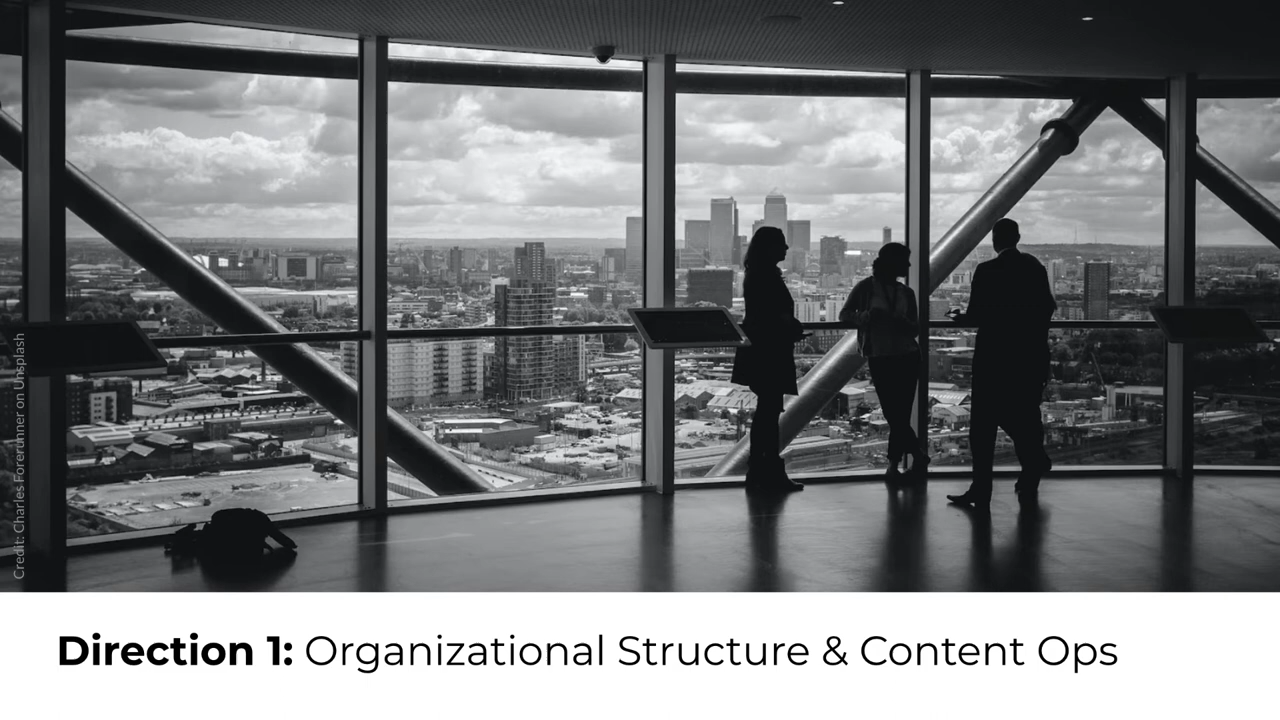 Credit: Charles Forerunner on Unsplash
Direction 1: Organizational Structure & Content Ops